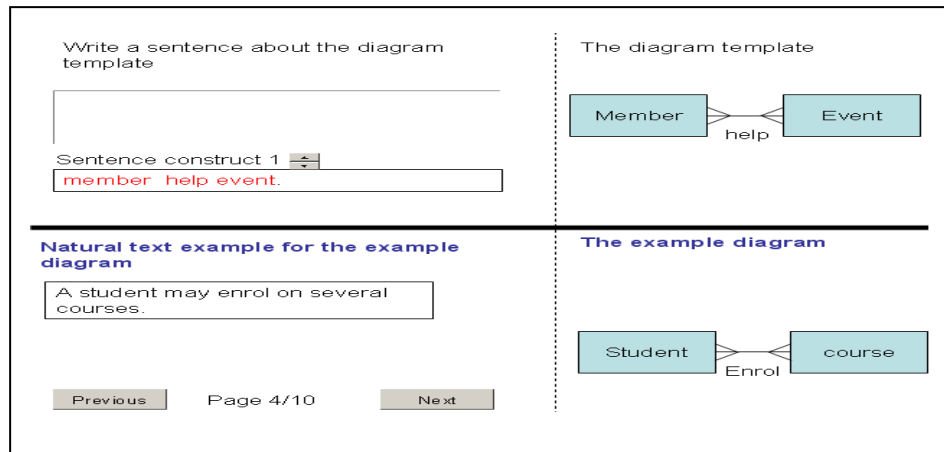 Write a sentence about the diagram
template
Sentence construct 1
member help event.
The diagram template
Member
help
Event
Natural text example for the example
diagram
A student may enrol on several
courses.
Previous
Page 4/10
Next
The example diagram
Student
Enrol
course